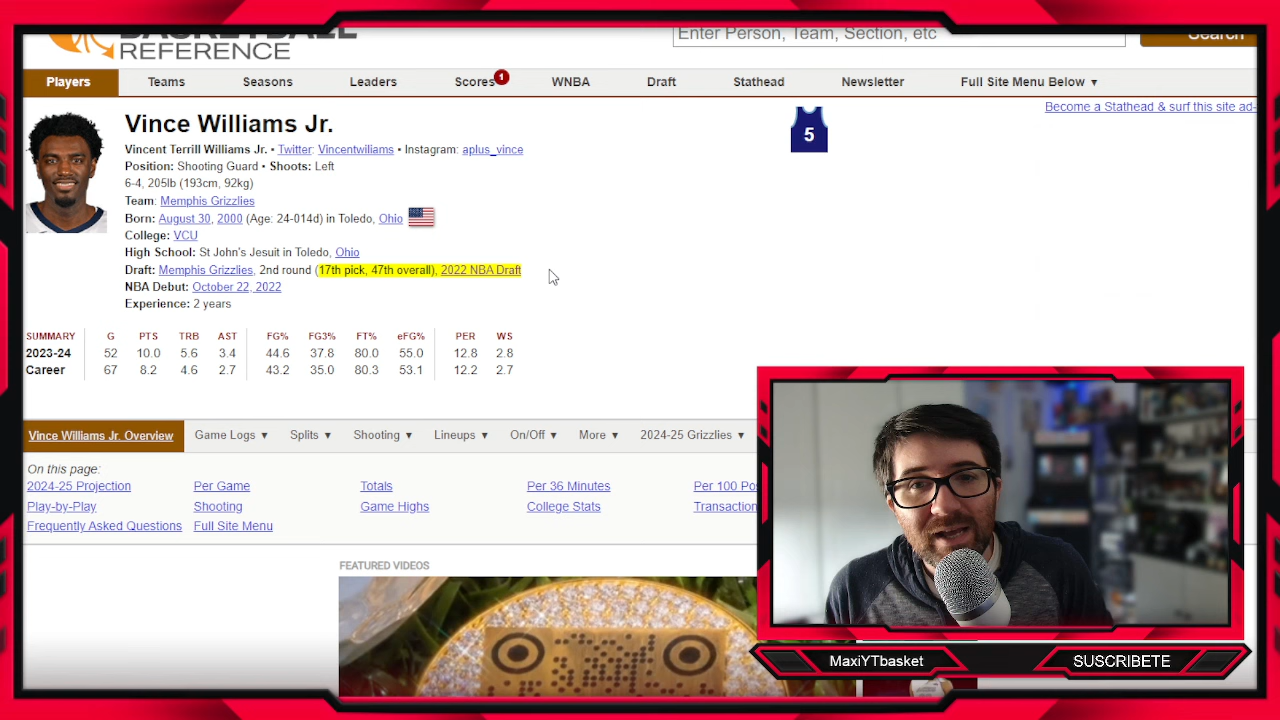 BASKETBALL
REFERENCE
Enter Person, Team, Section, etc
Search
Players Teams Seasons Leaders Scores 1 WNBA Draft Stathead Newsletter Full Site Menu Below ▼
Become a Stathead & surf this site ad-
Vince Williams Jr.
5
Vincent Terrill Williams Jr. • Twitter: Vincentwiliams • Instagram: aplus_vince
Position: Shooting Guard • Shoots: Left
6-4, 205lb (193cm, 92kg)
Team: Memphis Grizzlies
Born: August 30, 2000 (Age: 24-014d) in Toledo, Ohio
College: VCU
High School: St John's Jesuit in Toledo, Ohio
Draft: Memphis Grizzlies, 2nd round (17th pick, 47th overall), 2022 NBA Draft
NBA Debut: October 22, 2022
Experience: 2 years
SUMMARY G PTS TRB AST FG% FG3% FT% eFG% PER WS
2023-24 52 10.0 5.6 3.4 44.6 37.8 80.0 55.0 12.8 2.8
Career 67 8.2 4.6 2.7 43.2 35.0 80.3 53.1 12.2 2.7
Vince Williams Jr. Overview Game Logs ▼ Splits ▼ Shooting ▼ Lineups ▼ On/Off ▼ More ▼ 2024-25 Grizzlies ▼
On this page:
2024-25 Projection Per Game Totals Per 36 Minutes Per 100 Pos
Play-by-Play Shooting Game Highs College Stats Transaction
Frequently Asked Questions Full Site Menu
FEATURED VIDEOS
MaxiYTbasket
SUSCRIBETE